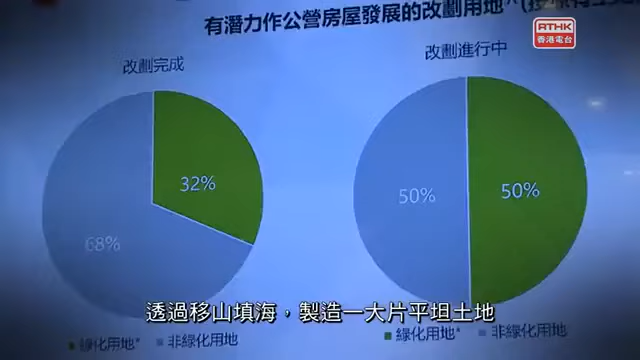 有潛力作公營房屋發展的改劃用地
RTHK
香港電台
改劃完成
改劃進行中
32%
68%
50%
50%
透過移山填海，製造一大片平坦土地
綠化用地*
非綠化用地
綠化用地*
非綠化用地